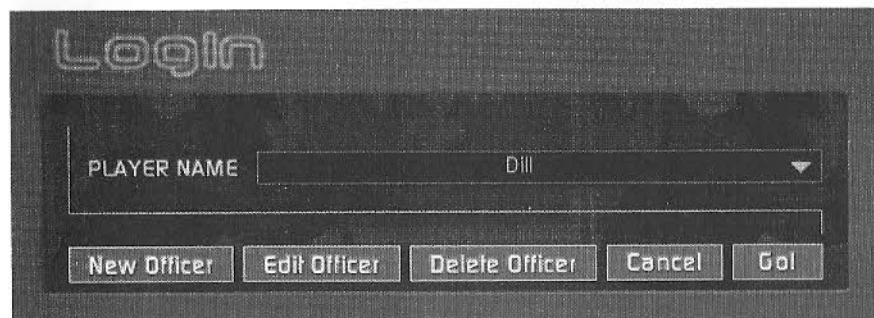 Login
PLAYER NAME Dill
New Officer Edit Officer Delete Officer Cancel Go!